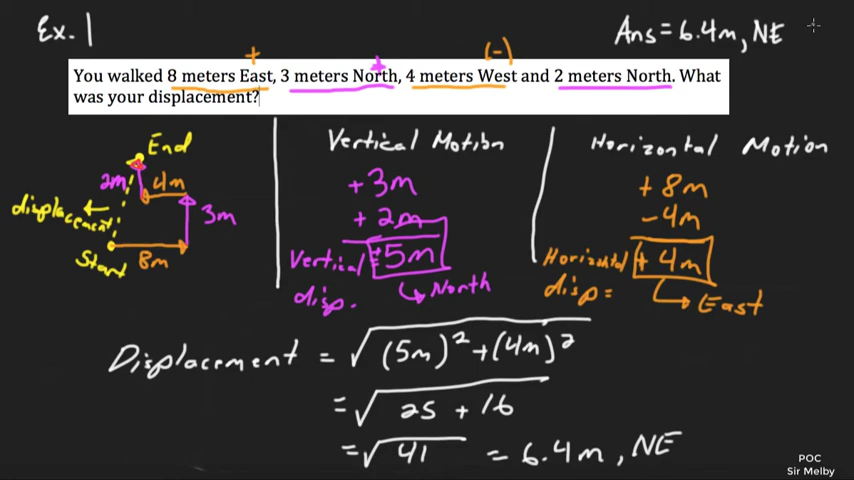 Ex. 1
Ans = 6.4m, NE
+ + (-)
You walked 8 meters East, 3 meters North, 4 meters West and 2 meters North. What
was your displacement?
End
2m 4m
displacement
3m
Start
8m
Vertical Motion
+3m
+2m
Vertical disp. = +5m
North
Horizontal Motion
+8m
-4m
Horizontal disp = +4m
East
Displacement = √(5m)²+(4m)²
= √25 + 16
= √41 = 6.4m, NE
POC
Sir Melby